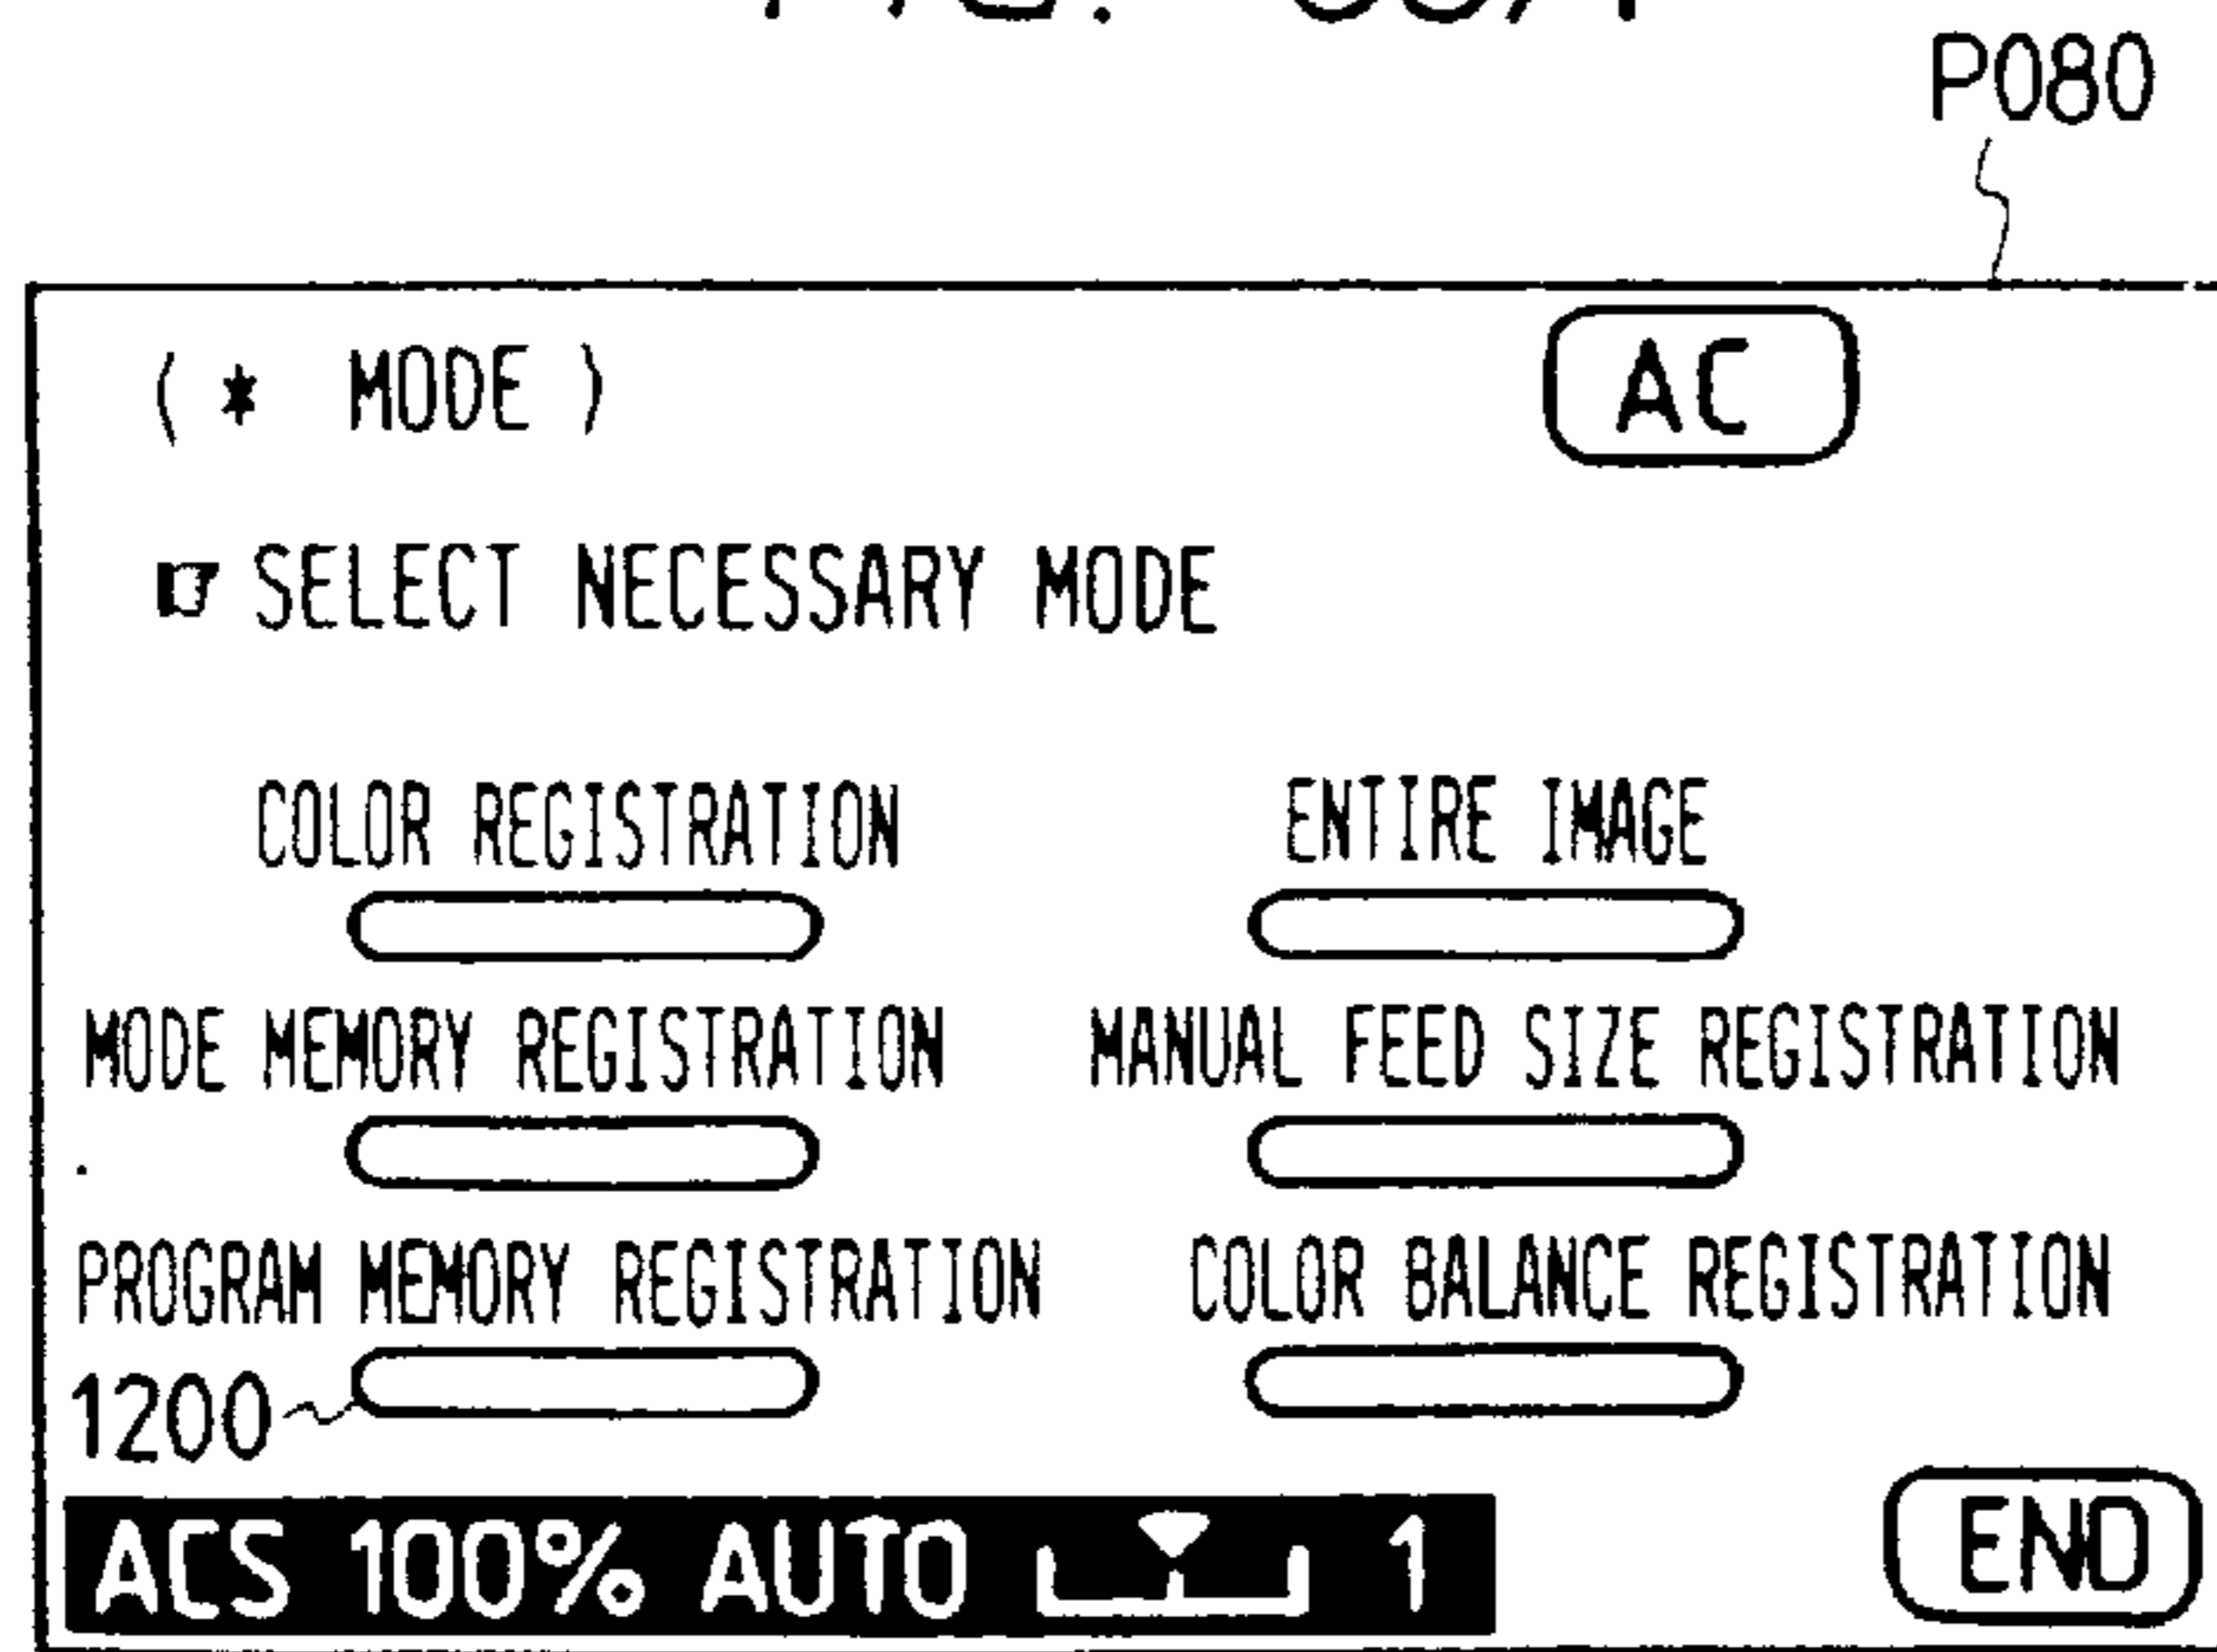 P080
(* MODE) AC
☞ SELECT NECESSARY MODE
COLOR REGISTRATION ENTIRE IMAGE
MODE MEMORY REGISTRATION MANUAL FEED SIZE REGISTRATION
PROGRAM MEMORY REGISTRATION COLOR BALANCE REGISTRATION
1200
ACS 100% AUTO 1 END